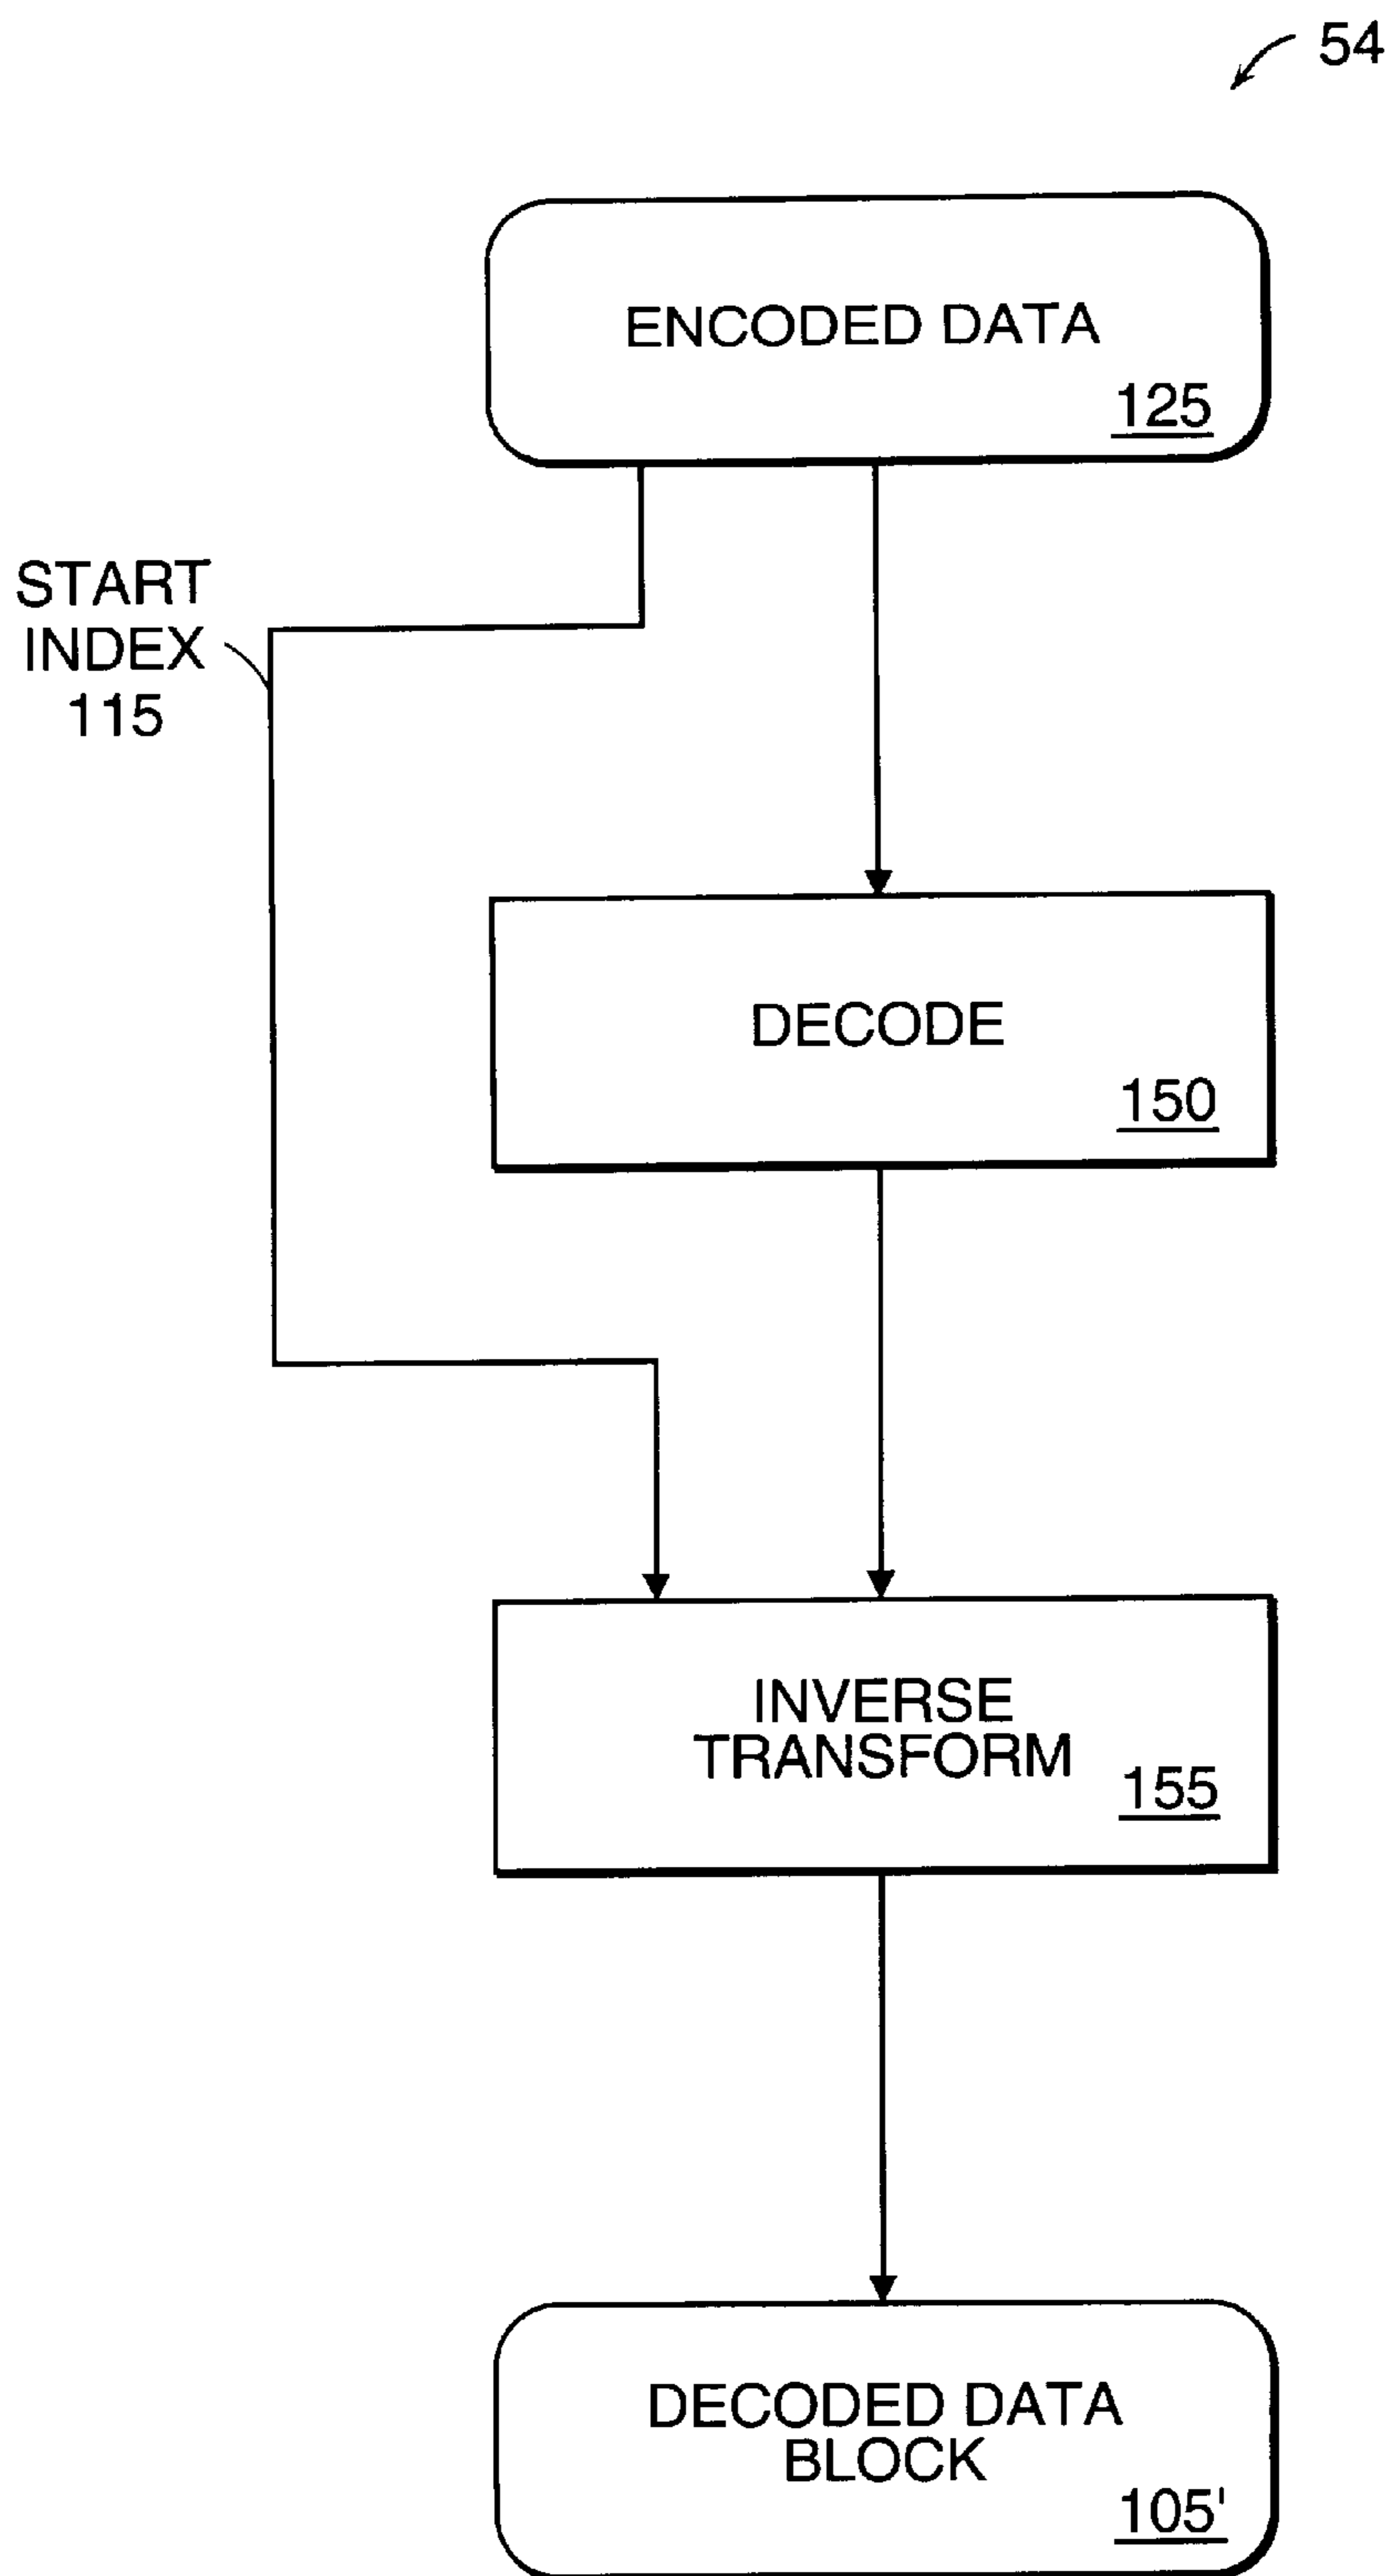 54
ENCODED DATA
125
START
INDEX
115
DECODE
150
INVERSE
TRANSFORM
155
DECODED DATA
BLOCK
105'